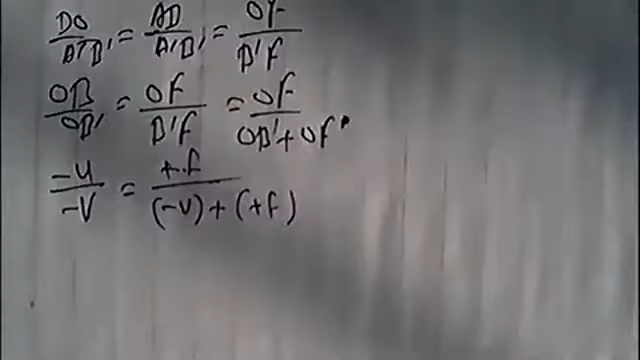 DO/A'B' = AD/A'B' = OF/B'F
OB/OB' = OF/B'F = OF/OB'+OF
-u/-v = +f/(-v)+(+f)